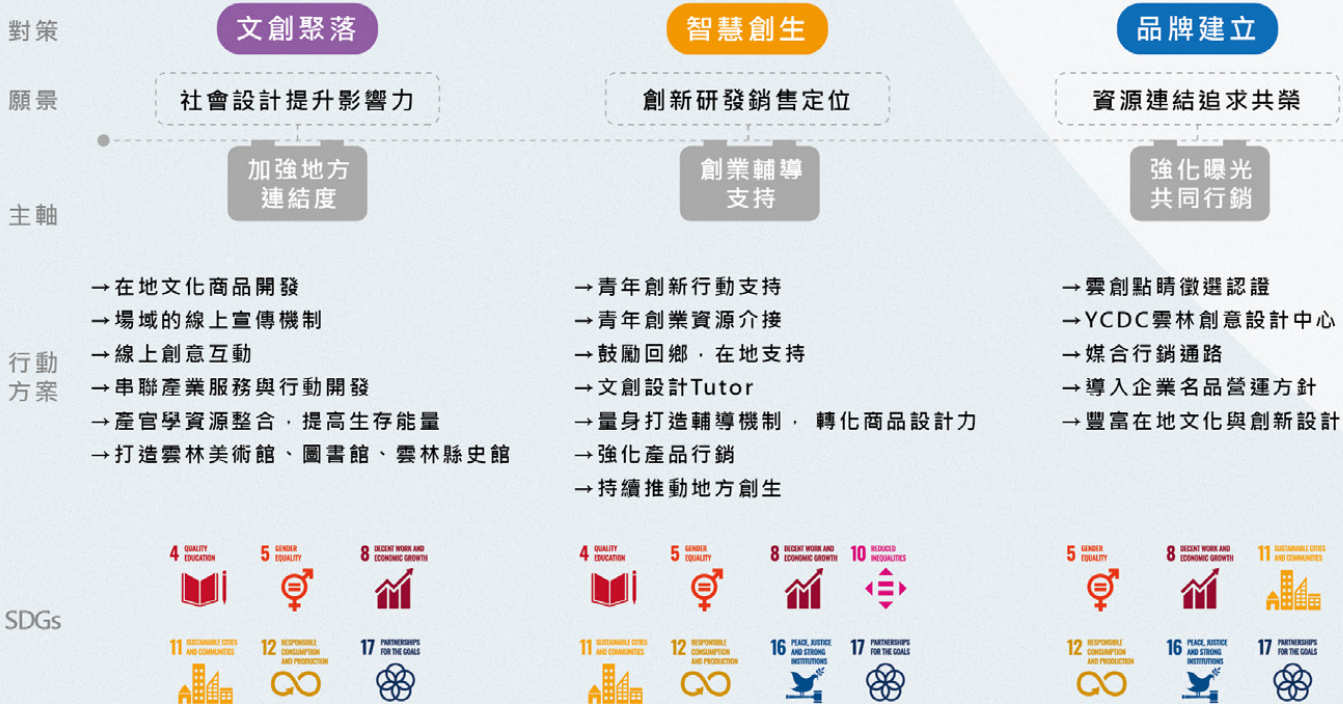 對策
文創聚落
智慧創生
品牌建立
願景
社會設計提升影響力
創新研發銷售定位
資源連結追求共榮
主軸
加強地方
連結度
創業輔導
支持
強化曝光
共同行銷
行動
方案
→在地文化商品開發
→場域的線上宣傳機制
→線上創意互動
→串聯產業服務與行動開發
→產官學資源整合，提高生存能量
→打造雲林美術館、圖書館、雲林縣史館
→青年創新行動支持
→青年創業資源介接
→鼓勵回鄉，在地支持
→文創設計Tutor
→量身打造輔導機制， 轉化商品設計力
→強化產品行銷
→持續推動地方創生
→雲創點睛徵選認證
→YCDC雲林創意設計中心
→媒合行銷通路
→導入企業名品營運方針
→豐富在地文化與創新設計
SDGs
4 QUALITY
EDUCATION
5 GENDER
EQUALITY
8 DECENT WORK AND
ECONOMIC GROWTH
11 SUSTAINABLE CITIES
AND COMMUNITIES
12 RESPONSIBLE
CONSUMPTION
AND PRODUCTION
17 PARTNERSHIPS
FOR THE GOALS
4 QUALITY
EDUCATION
5 GENDER
EQUALITY
8 DECENT WORK AND
ECONOMIC GROWTH
10 REDUCED
INEQUALITIES
11 SUSTAINABLE CITIES
AND COMMUNITIES
12 RESPONSIBLE
CONSUMPTION
AND PRODUCTION
16 PEACE, JUSTICE
AND STRONG
INSTITUTIONS
17 PARTNERSHIPS
FOR THE GOALS
5 GENDER
EQUALITY
8 DECENT WORK AND
ECONOMIC GROWTH
11 SUSTAINABLE CITIES
AND COMMUNITIES
12 RESPONSIBLE
CONSUMPTION
AND PRODUCTION
16 PEACE, JUSTICE
AND STRONG
INSTITUTIONS
17 PARTNERSHIPS
FOR THE GOALS